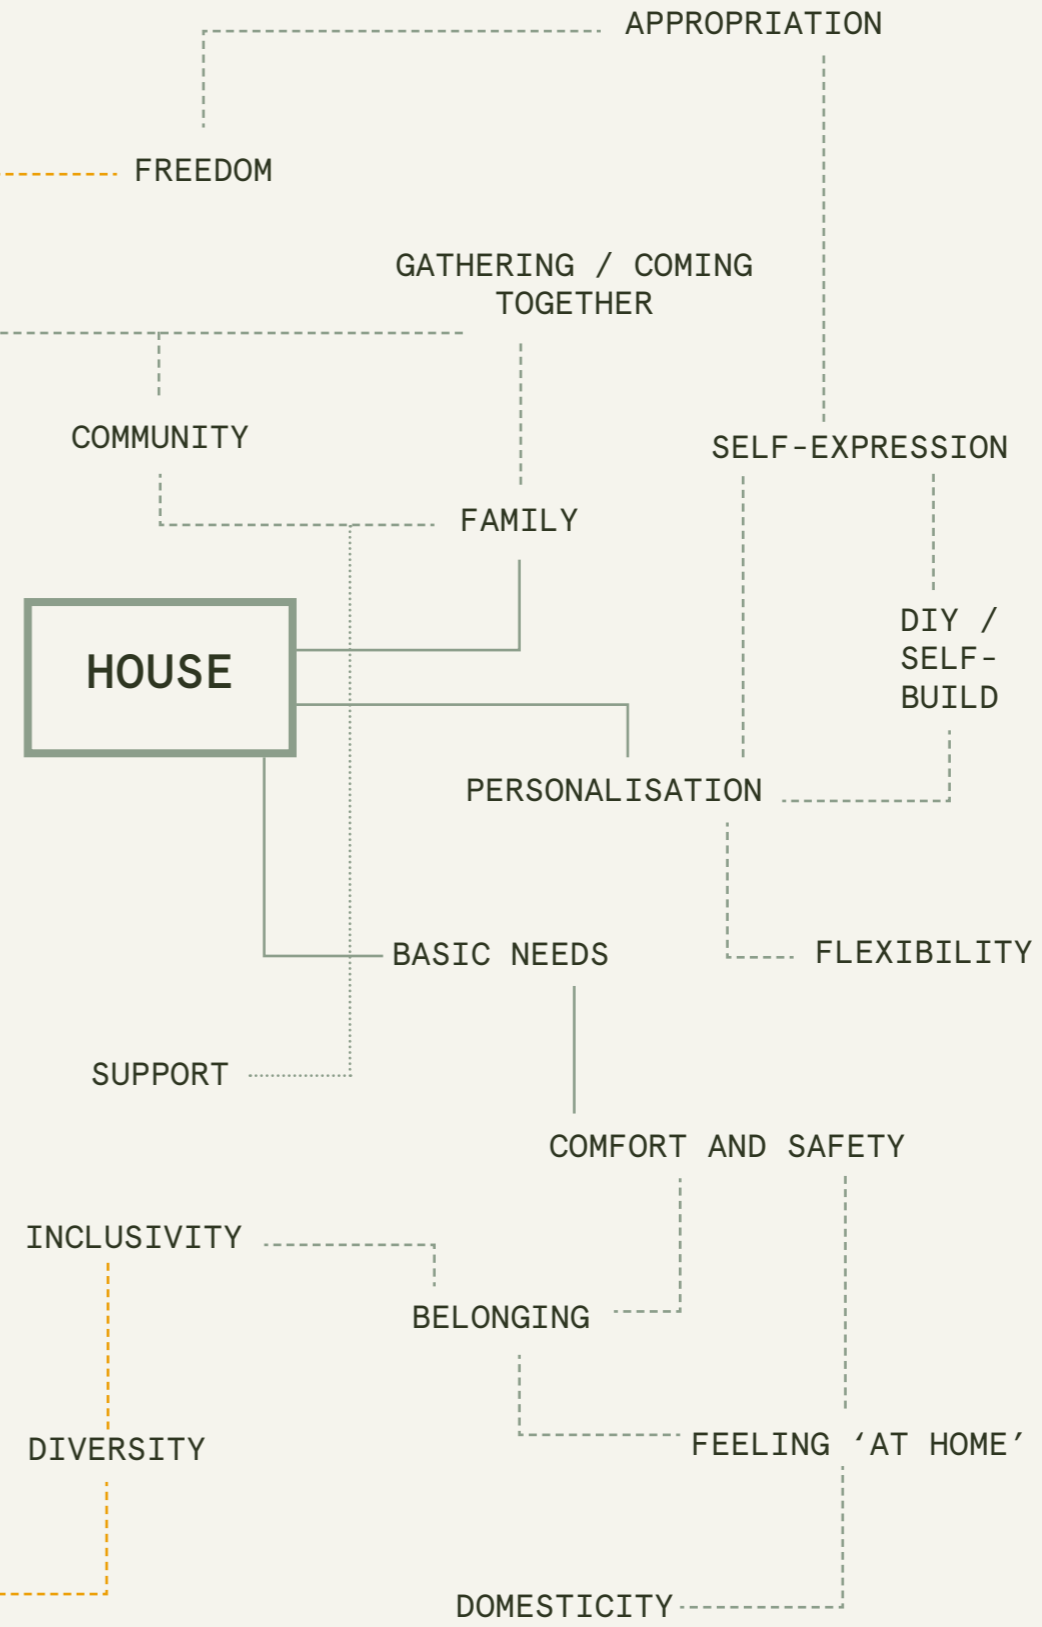 APPROPRIATION
FREEDOM
GATHERING / COMING
TOGETHER
COMMUNITY
SELF-EXPRESSION
FAMILY
DIY /
SELF-
BUILD
HOUSE
PERSONALISATION
BASIC NEEDS
FLEXIBILITY
SUPPORT
COMFORT AND SAFETY
INCLUSIVITY
BELONGING
DIVERSITY
FEELING ‘AT HOME’
DOMESTICITY